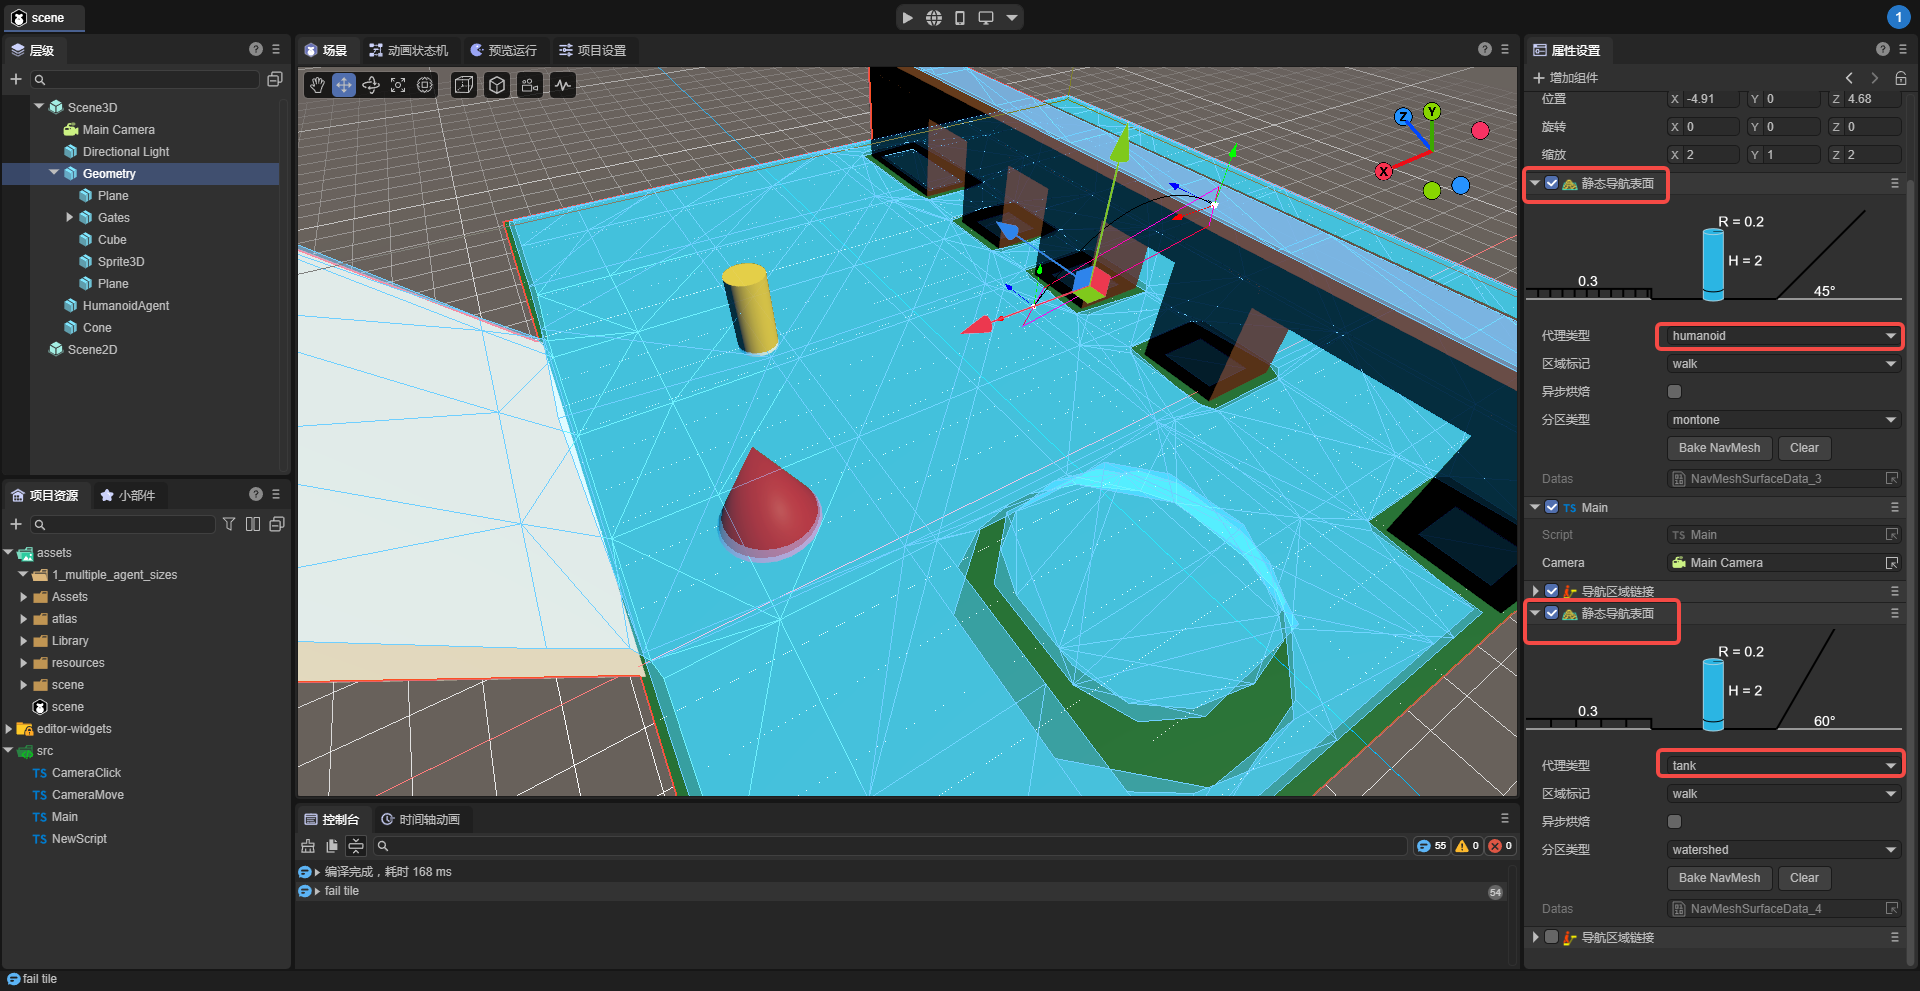 scene
1
层级
Scene3D
Main Camera
Directional Light
Geometry
Plane
Gates
Cube
Sprite3D
Plane
HumanoidAgent
Cone
Scene2D
项目资源
小部件
assets
1_multiple_agent_sizes
Assets
atlas
Library
resources
scene
scene
editor-widgets
src
TS CameraClick
TS CameraMove
TS Main
TS NewScript
fail tile
场景
动画状态机
预览运行
项目设置
Z
Y
X
控制台
时间轴动画
55
0
0
编译完成，耗时 168 ms
fail tile
54
属性设置
增加组件
位置 X -4.91 Y 0 Z 4.68
旋转 X 0 Y 0 Z 0
缩放 X 2 Y 1 Z 2
静态导航表面
R = 0.2
H = 2
0.3
45°
代理类型 humanoid
区域标记 walk
异步烘焙
分区类型 montone
Bake NavMesh Clear
Datas NavMeshSurfaceData_3
TS Main
Script TS Main
Camera Main Camera
导航区域链接
静态导航表面
R = 0.2
H = 2
0.3
60°
代理类型 tank
区域标记 walk
异步烘焙
分区类型 watershed
Bake NavMesh Clear
Datas NavMeshSurfaceData_4
导航区域链接